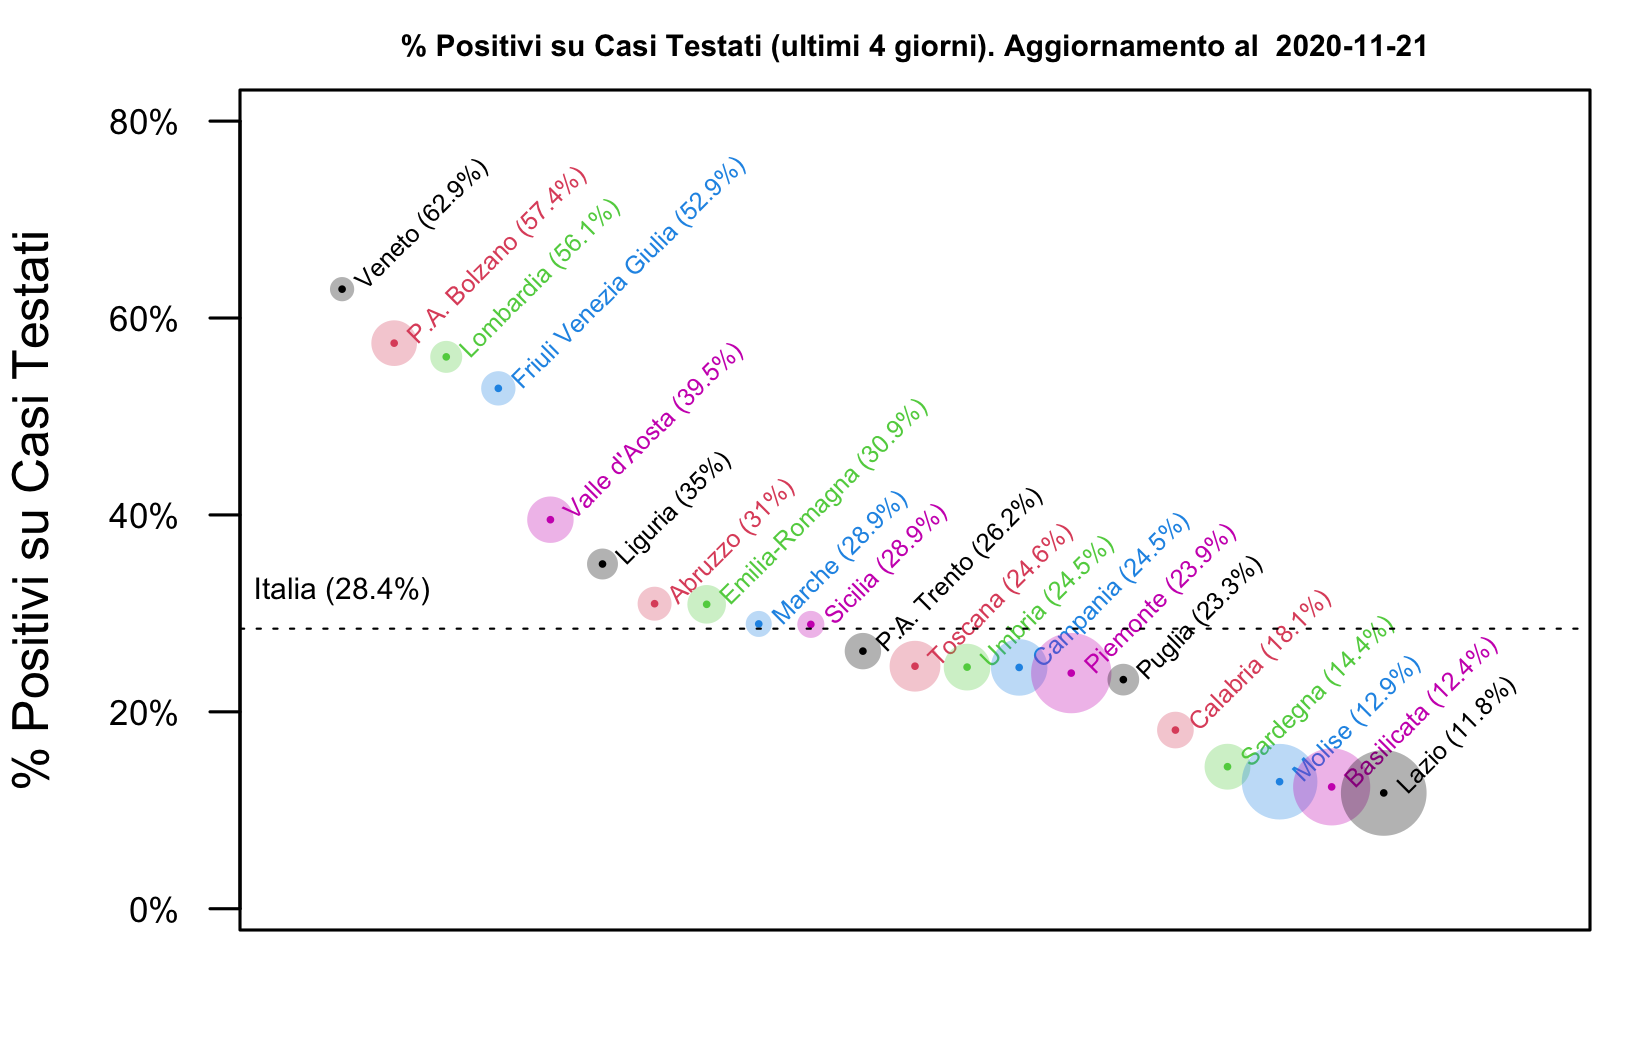 % Positivi su Casi Testati (ultimi 4 giorni). Aggiornamento al  2020-11-21
% Positivi su Casi Testati
80%
60%
40%
20%
0%
Veneto (62.9%)
P.A. Bolzano (57.4%)
Lombardia (56.1%)
Friuli Venezia Giulia (52.9%)
Valle d'Aosta (39.5%)
Liguria (35%)
Abruzzo (31%)
Emilia-Romagna (30.9%)
Marche (28.9%)
Sicilia (28.9%)
Italia (28.4%)
P.A. Trento (26.2%)
Toscana (24.6%)
Umbria (24.5%)
Campania (24.5%)
Piemonte (23.9%)
Puglia (23.3%)
Calabria (18.1%)
Sardegna (14.4%)
Molise (12.9%)
Basilicata (12.4%)
Lazio (11.8%)